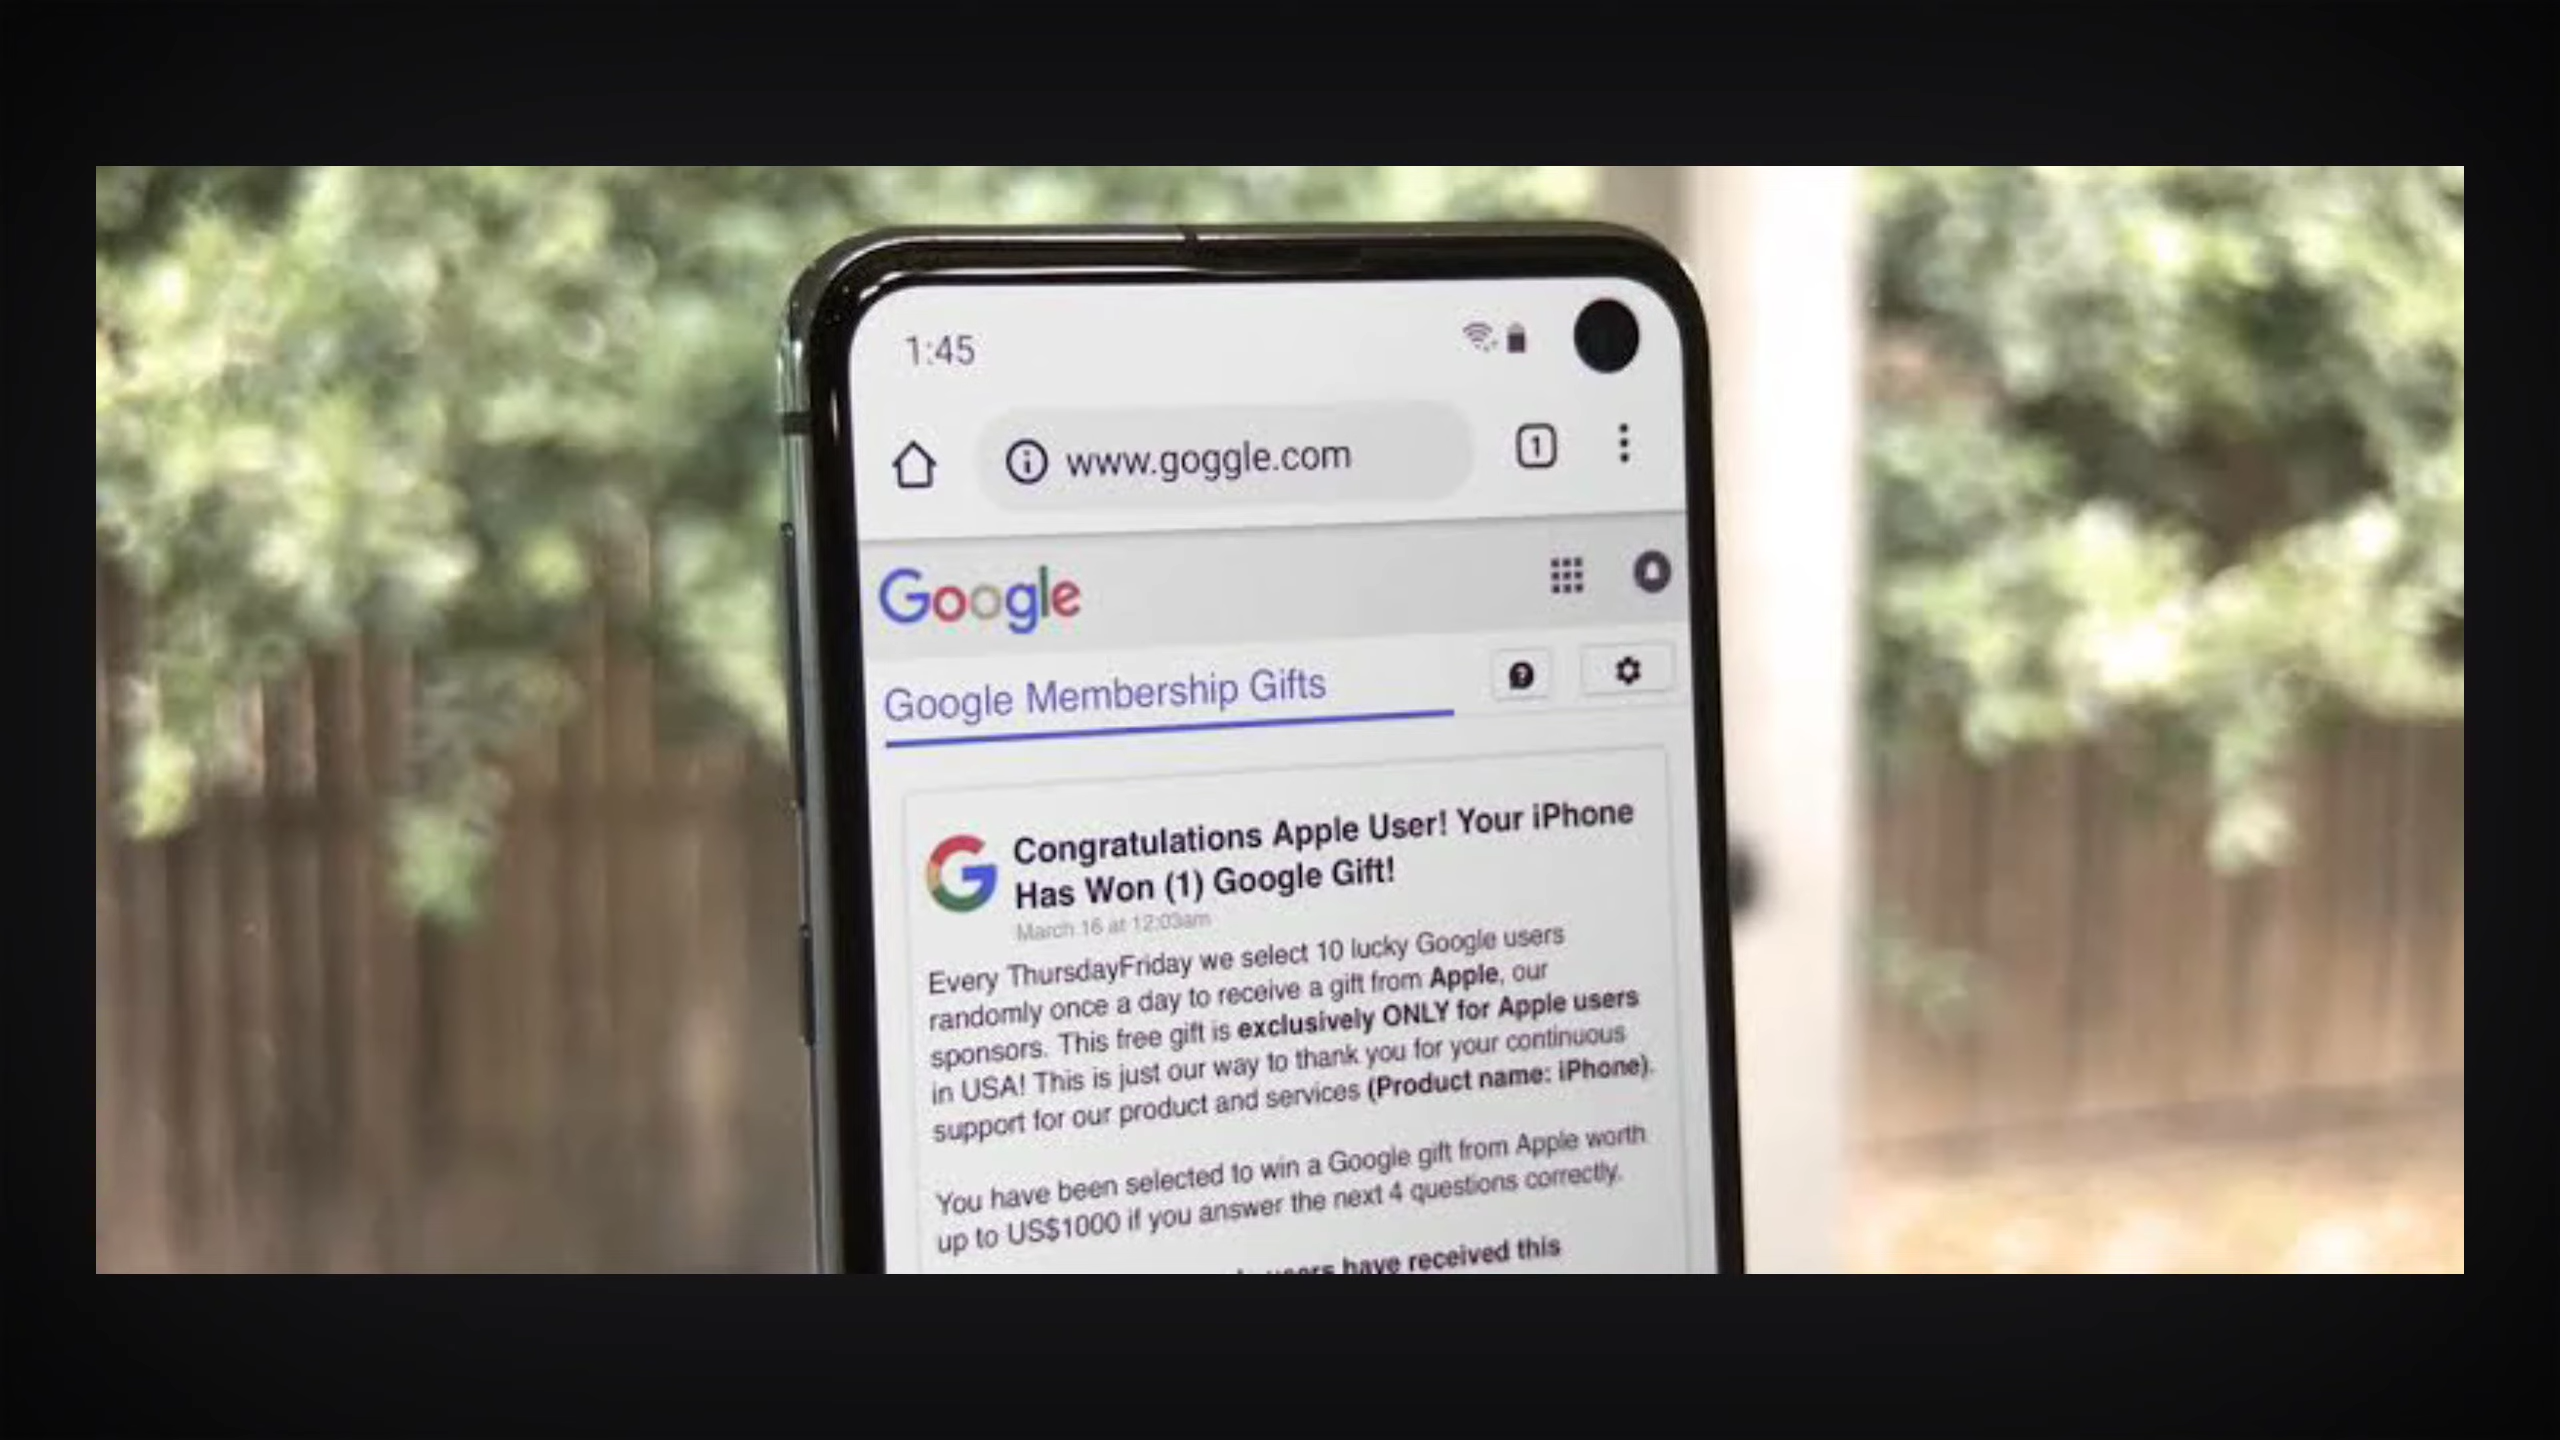 1:45
www.goggle.com
1
Google
Google Membership Gifts
Congratulations Apple User! Your iPhone
Has Won (1) Google Gift!
March 16 at 12:03am
Every ThursdayFriday we select 10 lucky Google users
randomly once a day to receive a gift from Apple, our
sponsors. This free gift is exclusively ONLY for Apple users
in USA! This is just our way to thank you for your continuous
support for our product and services (Product name: iPhone).
You have been selected to win a Google gift from Apple worth
up to US$1000 if you answer the next 4 questions correctly.
users have received this